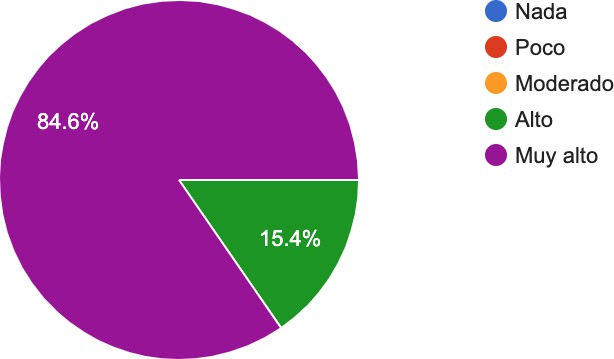 Nada
Poco
Moderado
Alto
Muy alto
84.6%
15.4%